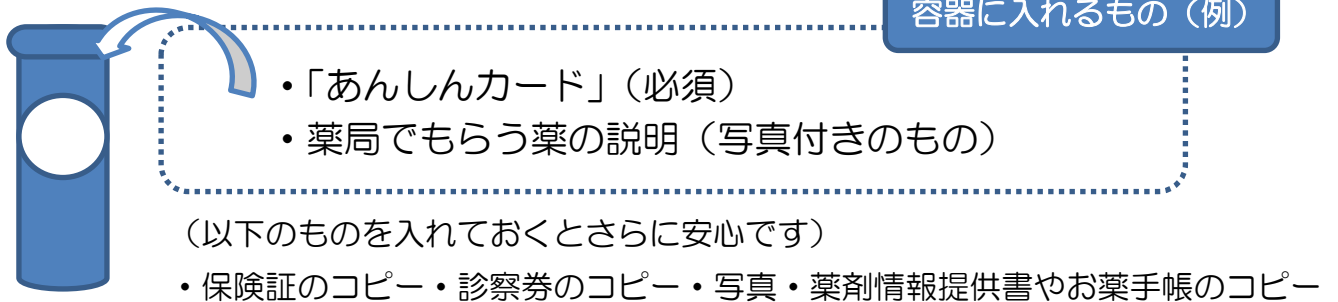 容器に入れるもの（例）
・「あんしんカード」（必須）
・薬局でもらう薬の説明（写真付きのもの）
（以下のものを入れておくとさらに安心です）
・保険証のコピー・診察券のコピー・写真・薬剤情報提供書やお薬手帳のコピー